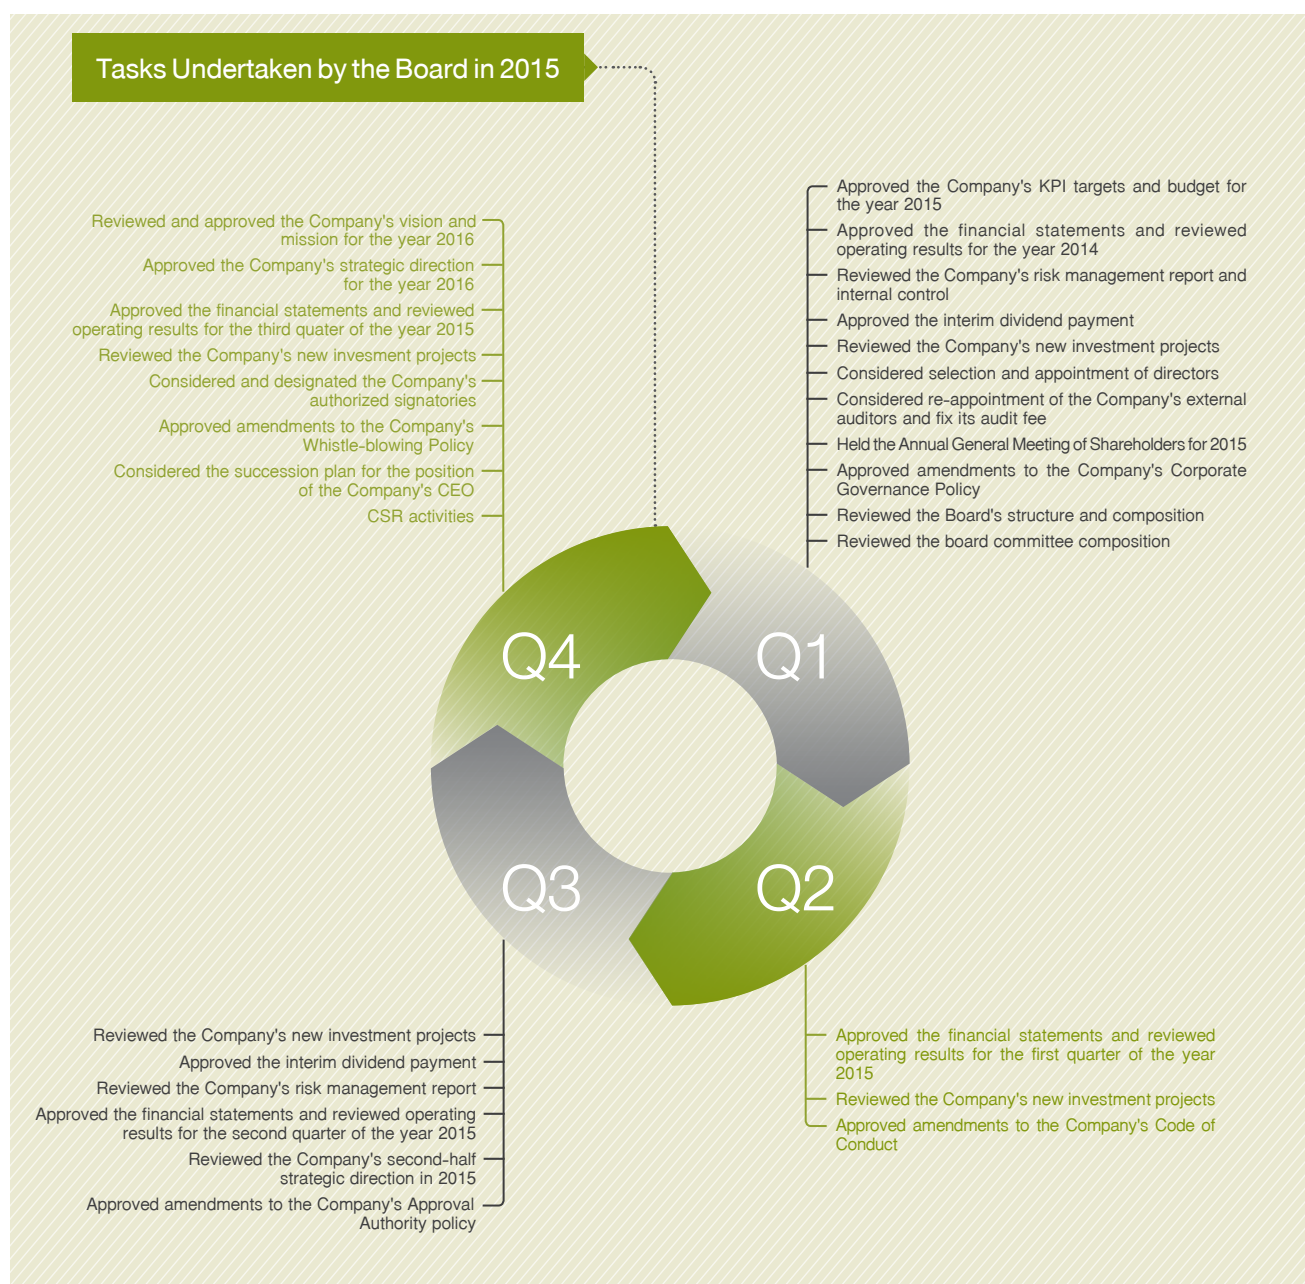 Tasks Undertaken by the Board in 2015
Approved the Company's KPI targets and budget for
the year 2015
Approved the financial statements and reviewed
operating results for the year 2014
Reviewed the Company's risk management report and
internal control
Approved the interim dividend payment
Reviewed the Company's new investment projects
Considered selection and appointment of directors
Considered re-appointment of the Company's external
auditors and fix its audit fee
Held the Annual General Meeting of Shareholders for 2015
Approved amendments to the Company's Corporate
Governance Policy
Reviewed the Board's structure and composition
Reviewed the board committee composition
Reviewed and approved the Company's vision and
mission for the year 2016
Approved the Company's strategic direction
for the year 2016
Approved the financial statements and reviewed
operating results for the third quater of the year 2015
Reviewed the Company's new invesment projects
Considered and designated the Company's
authorized signatories
Approved amendments to the Company's
Whistle-blowing Policy
Considered the succession plan for the position
of the Company's CEO
CSR activities
Q4
Q1
Q3
Q2
Reviewed the Company's new investment projects
Approved the interim dividend payment
Reviewed the Company's risk management report
Approved the financial statements and reviewed operating
results for the second quarter of the year 2015
Reviewed the Company's second-half
strategic direction in 2015
Approved amendments to the Company's Approval
Authority policy
Approved the financial statements and reviewed
operating results for the first quarter of the year
2015
Reviewed the Company's new investment projects
Approved amendments to the Company's Code of
Conduct